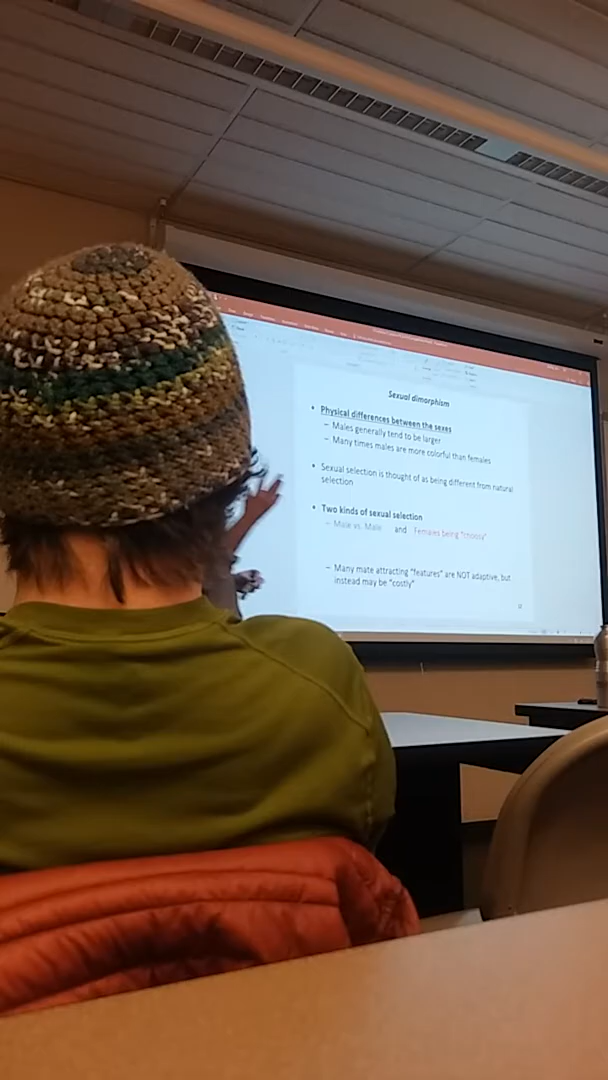 Sexual dimorphism
• Physical differences between the sexes
– Males generally tend to be larger
– Many times males are more colorful than females
• Sexual selection is thought of as being different from natural
selection
• Two kinds of sexual selection
– Male vs. Male and Females being "choosy"
– Many mate attracting "features" are NOT adaptive, but
instead may be "costly"